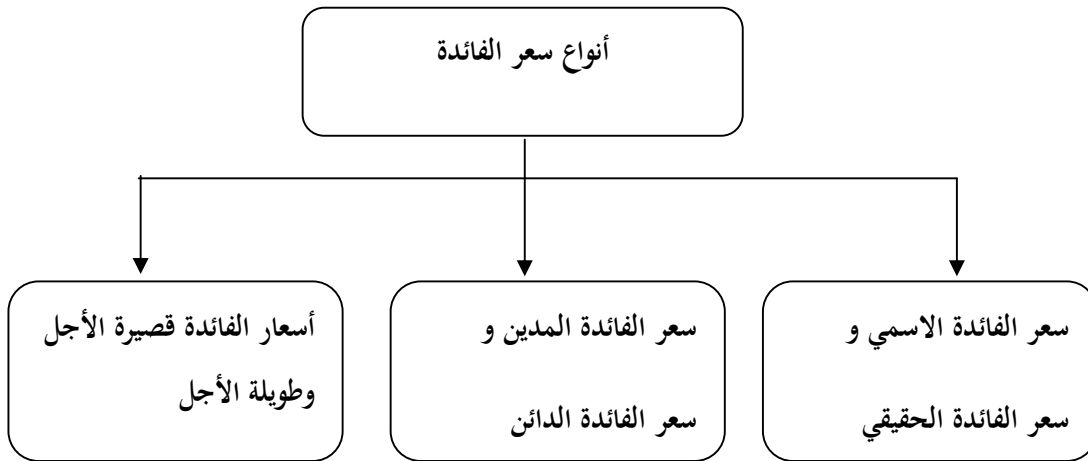 أنواع سعر الفائدة
سعر الفائدة الاسمي و
سعر الفائدة الحقيقي
سعر الفائدة المدين و
سعر الفائدة الدائن
أسعار الفائدة قصيرة الأجل
وطويلة الأجل